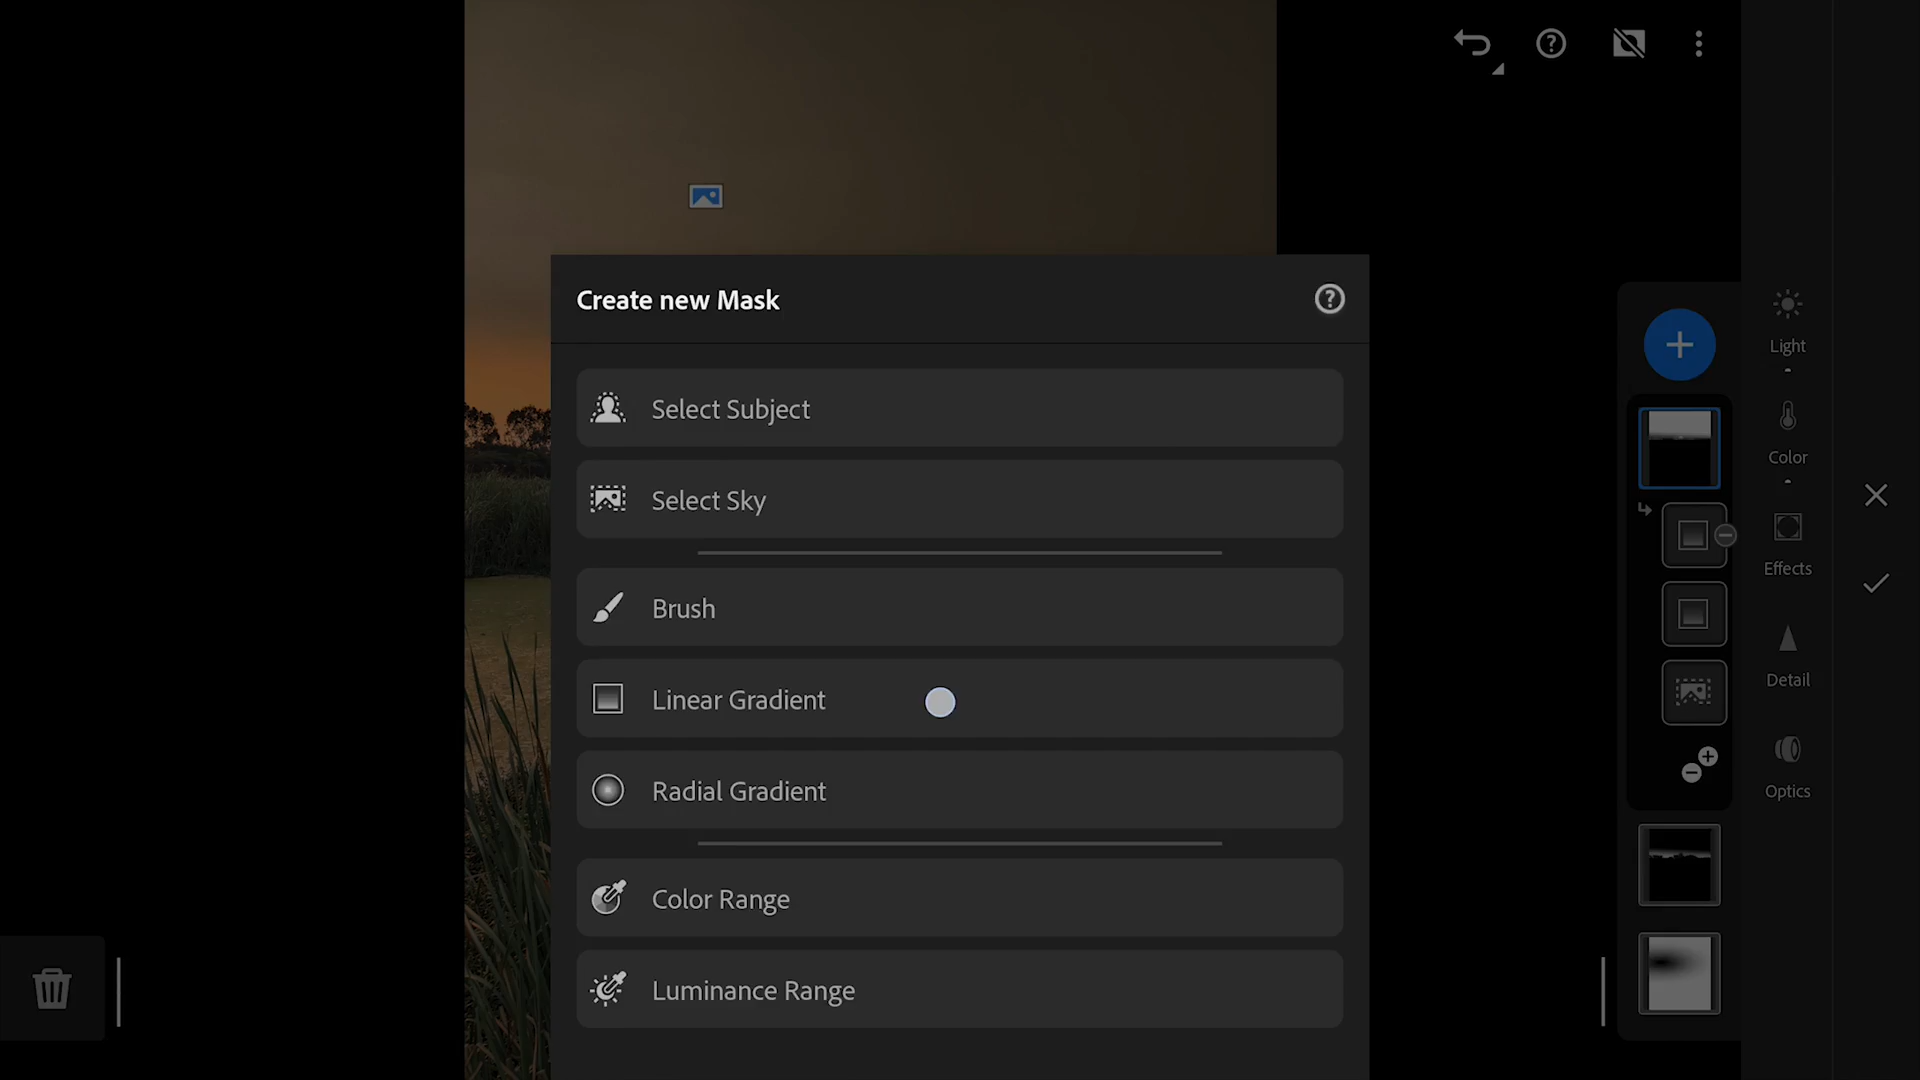 Create new Mask
Select Subject
Select Sky
Brush
Linear Gradient
Radial Gradient
Color Range
Luminance Range
Light
Color
Effects
Detail
Optics